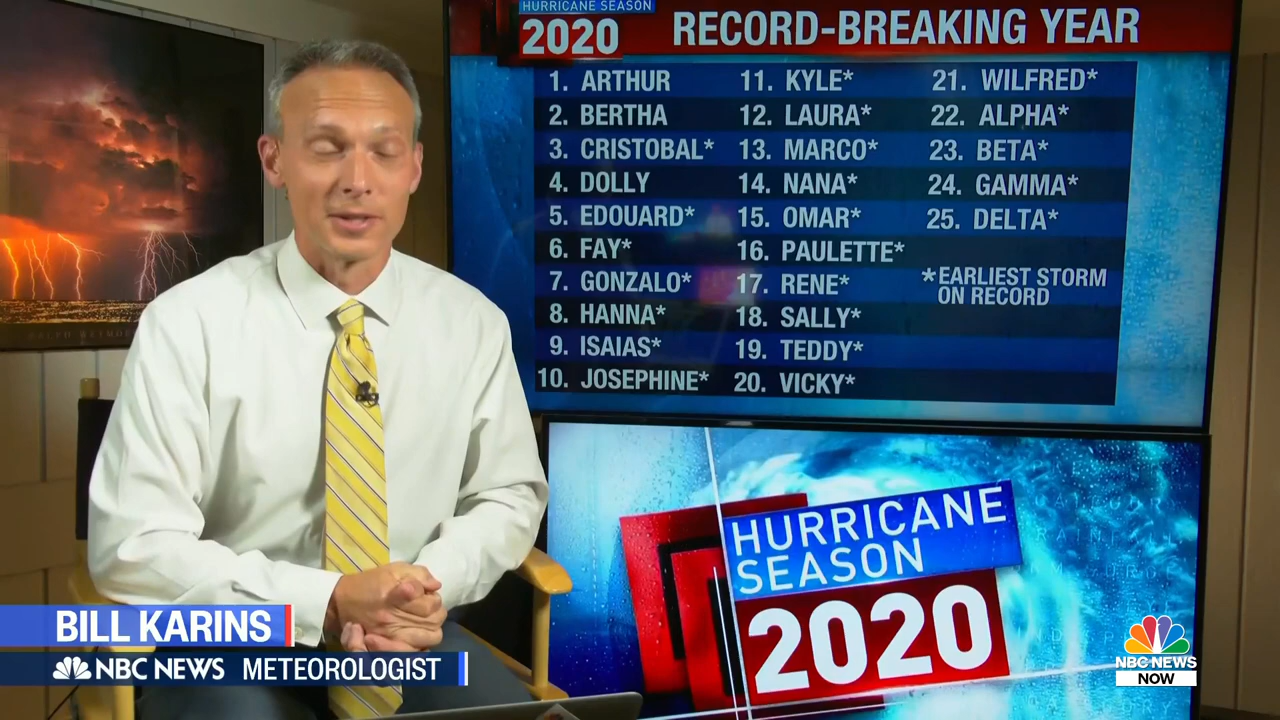 HURRICANE SEASON
2020
RECORD-BREAKING YEAR
1. ARTHUR
2. BERTHA
3. CRISTOBAL*
4. DOLLY
5. EDOUARD*
6. FAY*
7. GONZALO*
8. HANNA*
9. ISAIAS*
10. JOSEPHINE*
11. KYLE*
12. LAURA*
13. MARCO*
14. NANA*
15. OMAR*
16. PAULETTE*
17. RENE*
18. SALLY*
19. TEDDY*
20. VICKY*
21. WILFRED*
22. ALPHA*
23. BETA*
24. GAMMA*
25. DELTA*
*EARLIEST STORM
ON RECORD
HURRICANE
SEASON
2020
BILL KARINS
NBC NEWS METEOROLOGIST
NBC NEWS
NOW